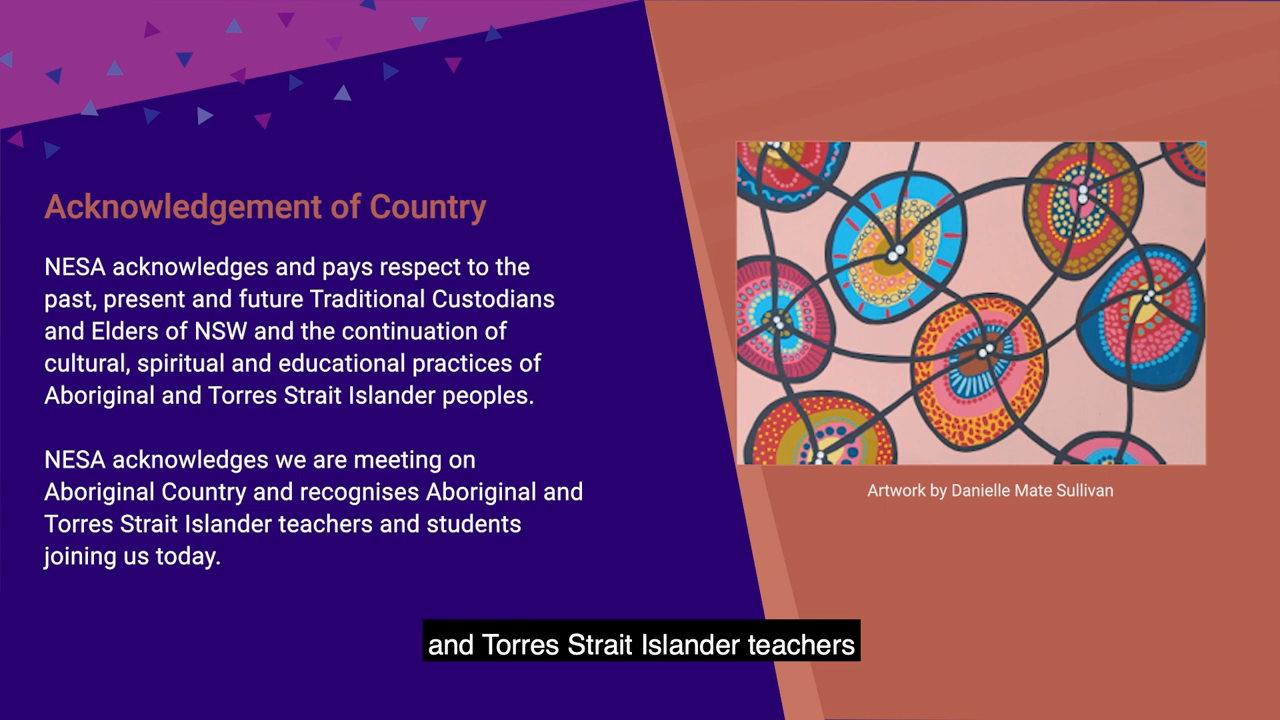 Acknowledgement of Country
NESA acknowledges and pays respect to the
past, present and future Traditional Custodians
and Elders of NSW and the continuation of
cultural, spiritual and educational practices of
Aboriginal and Torres Strait Islander peoples.
NESA acknowledges we are meeting on
Aboriginal Country and recognises Aboriginal and
Torres Strait Islander teachers and students
joining us today.
Artwork by Danielle Mate Sullivan
and Torres Strait Islander teachers